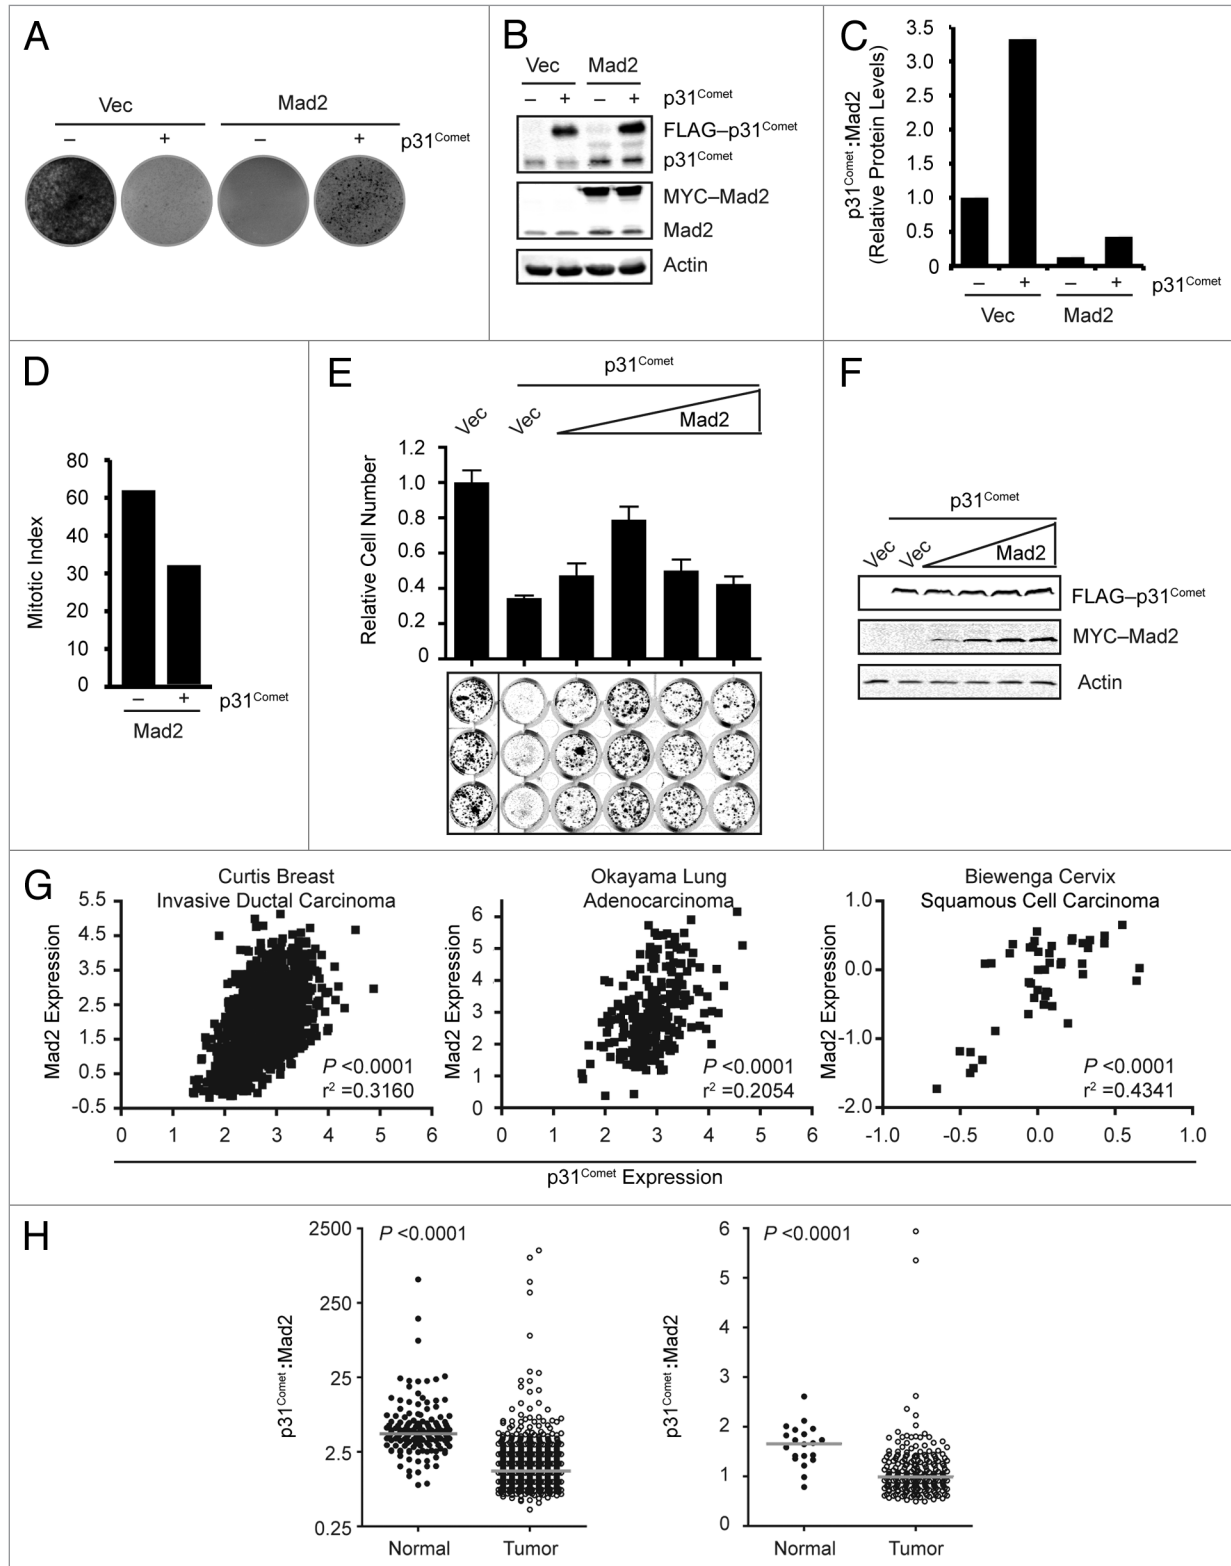 A
Vec Mad2
– + – + p31Comet
B
Vec Mad2
– + – + p31Comet
FLAG–p31Comet
p31Comet
MYC–Mad2
Mad2
Actin
C
p31Comet:Mad2
(Relative Protein Levels)
3.5
3.0
2.5
2.0
1.5
1.0
0.5
0
– + – + p31Comet
Vec Mad2
D
Mitotic Index
80
60
40
30
20
10
0
– + p31Comet
Mad2
E
p31Comet
Vec Vec Mad2
Relative Cell Number
1.2
1.0
0.8
0.6
0.4
0.2
0
F
p31Comet
Vec Vec Mad2
FLAG–p31Comet
MYC–Mad2
Actin
G
Curtis Breast
Invasive Ductal Carcinoma
Mad2 Expression
5.5
4.5
3.5
2.5
1.5
0.5
-0.5
P <0.0001
r2 =0.3160
0 1 2 3 4 5 6
Okayama Lung
Adenocarcinoma
Mad2 Expression
6
5
4
3
2
1
0
P <0.0001
r2 =0.2054
0 1 2 3 4 5 6
Biewenga Cervix
Squamous Cell Carcinoma
Mad2 Expression
1.0
0.0
-1.0
-2.0
P <0.0001
r2 =0.4341
-1.0 -0.5 0.0 0.5 1.0
p31Comet Expression
H
p31Comet:Mad2
2500
250
25
2.5
0.25
P <0.0001
Normal Tumor
p31Comet:Mad2
6
5
4
3
2
1
0
P <0.0001
Normal Tumor